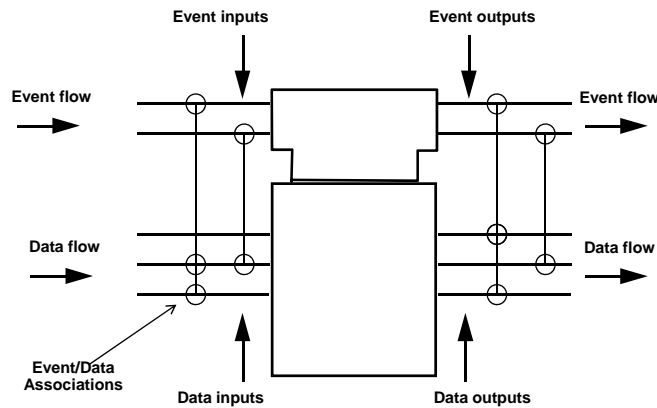 Event inputs
Event outputs
Event flow
Event flow
Data flow
Data flow
Event/Data
Associations
Data inputs
Data outputs